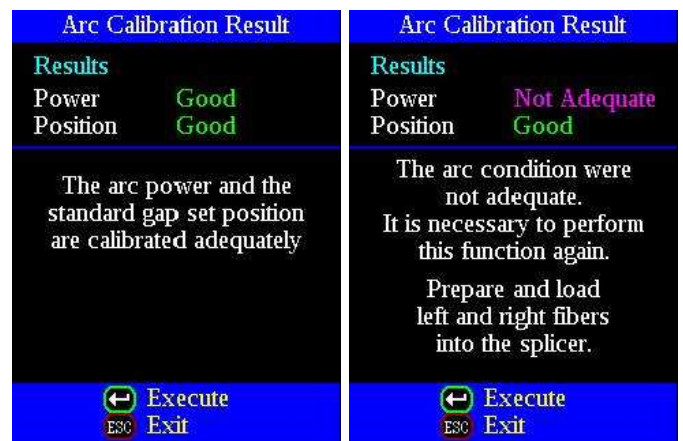 Arc Calibration Result
Results
Power Good
Position Good
The arc power and the
standard gap set position
are calibrated adequately
Execute
ESC Exit
Arc Calibration Result
Results
Power Not Adequate
Position Good
The arc condition were
not adequate.
It is necessary to perform
this function again.
Prepare and load
left and right fibers
into the splicer.
Execute
ESC Exit